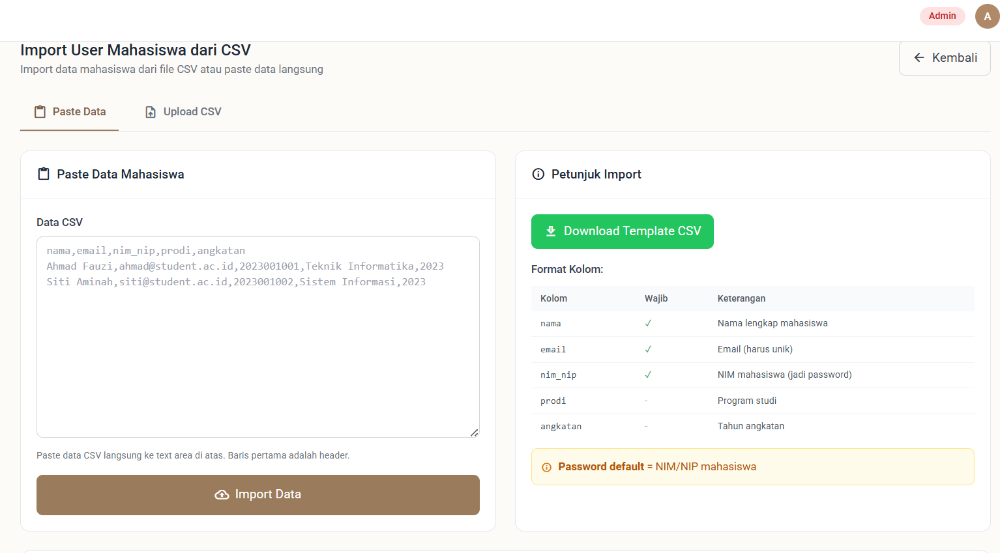 Admin
A
Import User Mahasiswa dari CSV
Import data mahasiswa dari file CSV atau paste data langsung
Kembali
Paste Data
Upload CSV
Paste Data Mahasiswa
Data CSV
nama,email,nim_nip,prodi,angkatan
Ahmad Fauzi,ahmad@student.ac.id,2023001001,Teknik Informatika,2023
Siti Aminah,siti@student.ac.id,2023001002,Sistem Informasi,2023
Paste data CSV langsung ke text area di atas. Baris pertama adalah header.
Import Data
Petunjuk Import
Download Template CSV
Format Kolom:
Kolom Wajib Keterangan
nama ✓ Nama lengkap mahasiswa
email ✓ Email (harus unik)
nim_nip ✓ NIM mahasiswa (jadi password)
prodi - Program studi
angkatan - Tahun angkatan
Password default = NIM/NIP mahasiswa